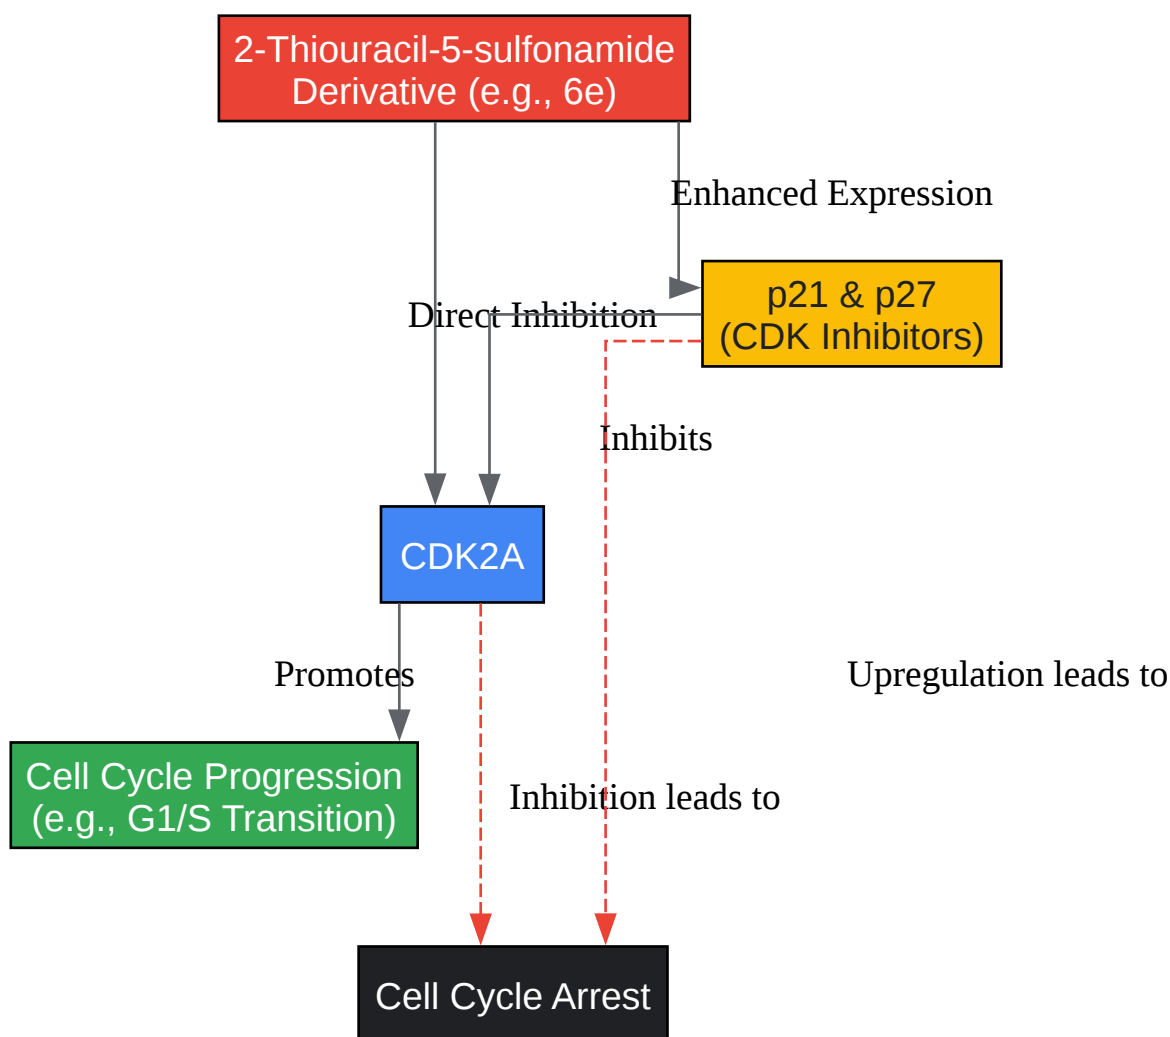 2-Thiouracil-5-sulfonamide
Derivative (e.g., 6e)
Enhanced Expression
p21 & p27
(CDK Inhibitors)
Direct Inhibition
Inhibits
CDK2A
Promotes
Upregulation leads to
Cell Cycle Progression
(e.g., G1/S Transition)
Inhibition leads to
Cell Cycle Arrest